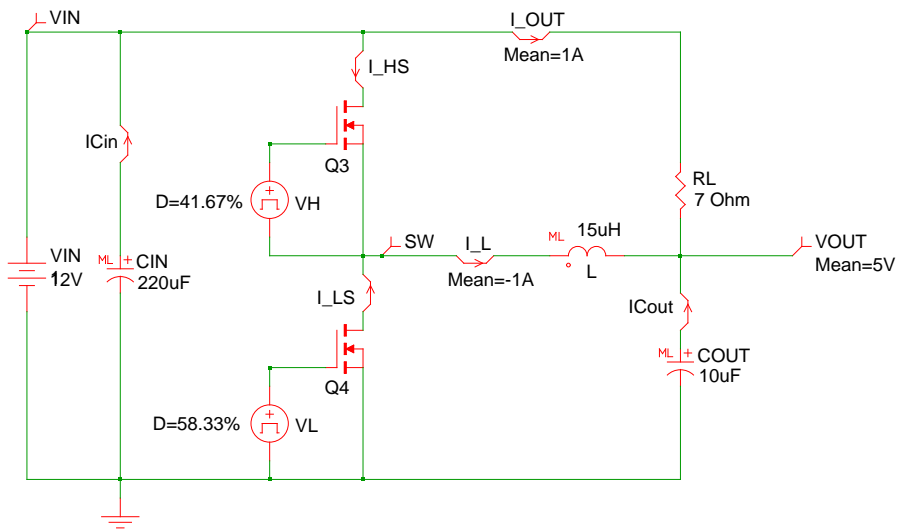 VIN
I_OUT
Mean=1A
I_HS
ICin
Q3
RL
7 Ohm
D=41.67%
VH
SW
I_L
Mean=-1A
ML
15uH
L
VOUT
Mean=5V
VIN
12V
ML
+
CIN
220uF
I_LS
ICout
Q4
ML
+
COUT
10uF
D=58.33%
VL